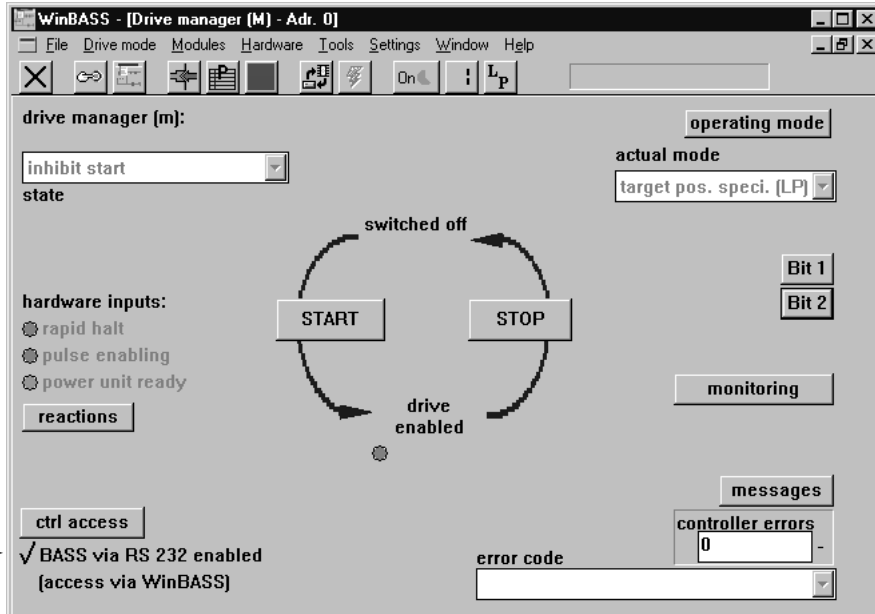 WinBASS - [Drive manager (M) - Adr. 0]
File Drive mode Modules Hardware Tools Settings Window Help
P On L P
drive manager (m):
operating mode
actual mode
inhibit start
target pos. speci. (LP)
state
switched off
Bit 1
hardware inputs:
Bit 2
START STOP
rapid halt
pulse enabling
power unit ready
monitoring
reactions
drive
enabled
messages
ctrl access
controller errors
0 -
BASS via RS 232 enabled
error code
(access via WinBASS)